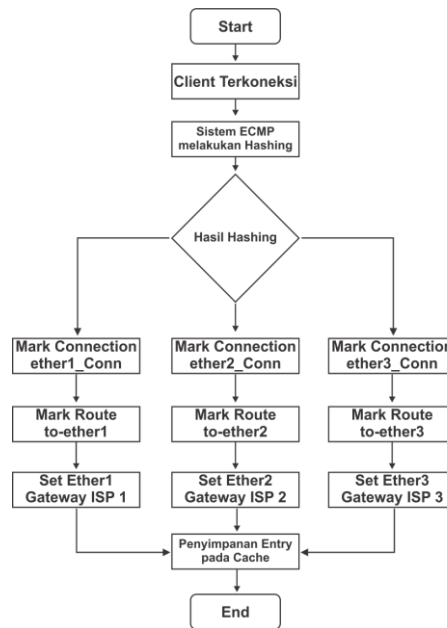 Start
Client Terkoneksi
Sistem ECMP
melakukan Hashing
Hasil Hashing
Mark Connection
ether1_Conn
Mark Connection
ether2_Conn
Mark Connection
ether3_Conn
Mark Route
to-ether1
Mark Route
to-ether2
Mark Route
to-ether3
Set Ether1
Gateway ISP 1
Set Ether2
Gateway ISP 2
Set Ether3
Gateway ISP 3
Penyimpanan Entry
pada Cache
End